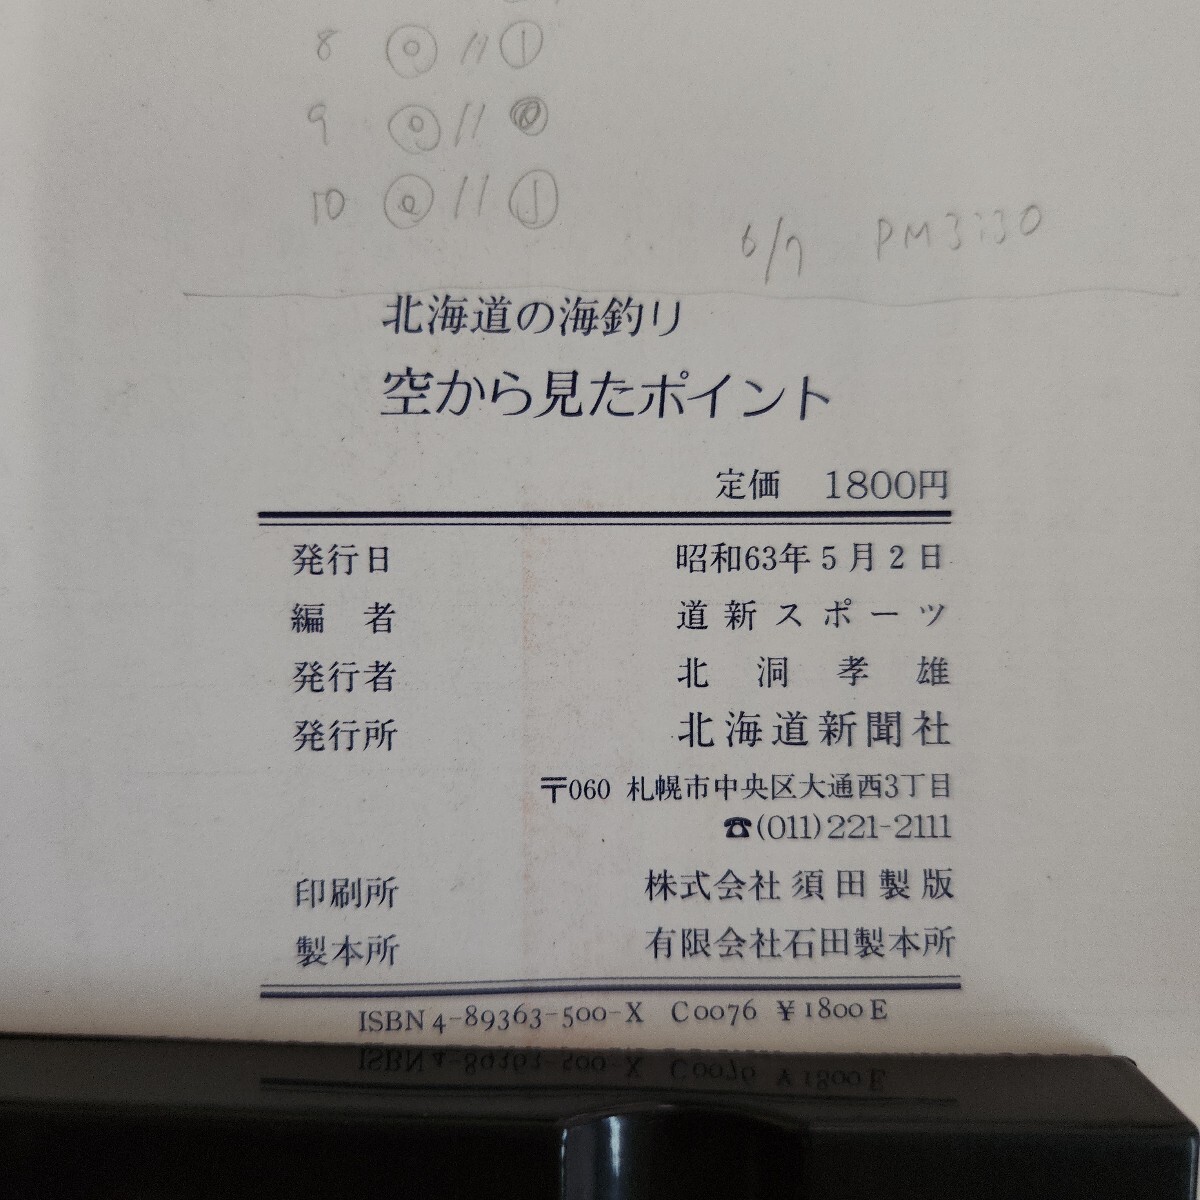 8 ◎ // ①
9 ◎ //
10 ◎ // ①
6/7 PM3:30
北海道の海釣り
空から見たポイント
定価 1800円
発行日 昭和63年5月2日
編者 道新スポーツ
発行者 北洞孝雄
発行所 北海道新聞社
〒060 札幌市中央区大通西3丁目
☎(011)221-2111
印刷所 株式会社須田製版
製本所 有限会社石田製本所
ISBN4-89363-500-X C0076 ¥1800E